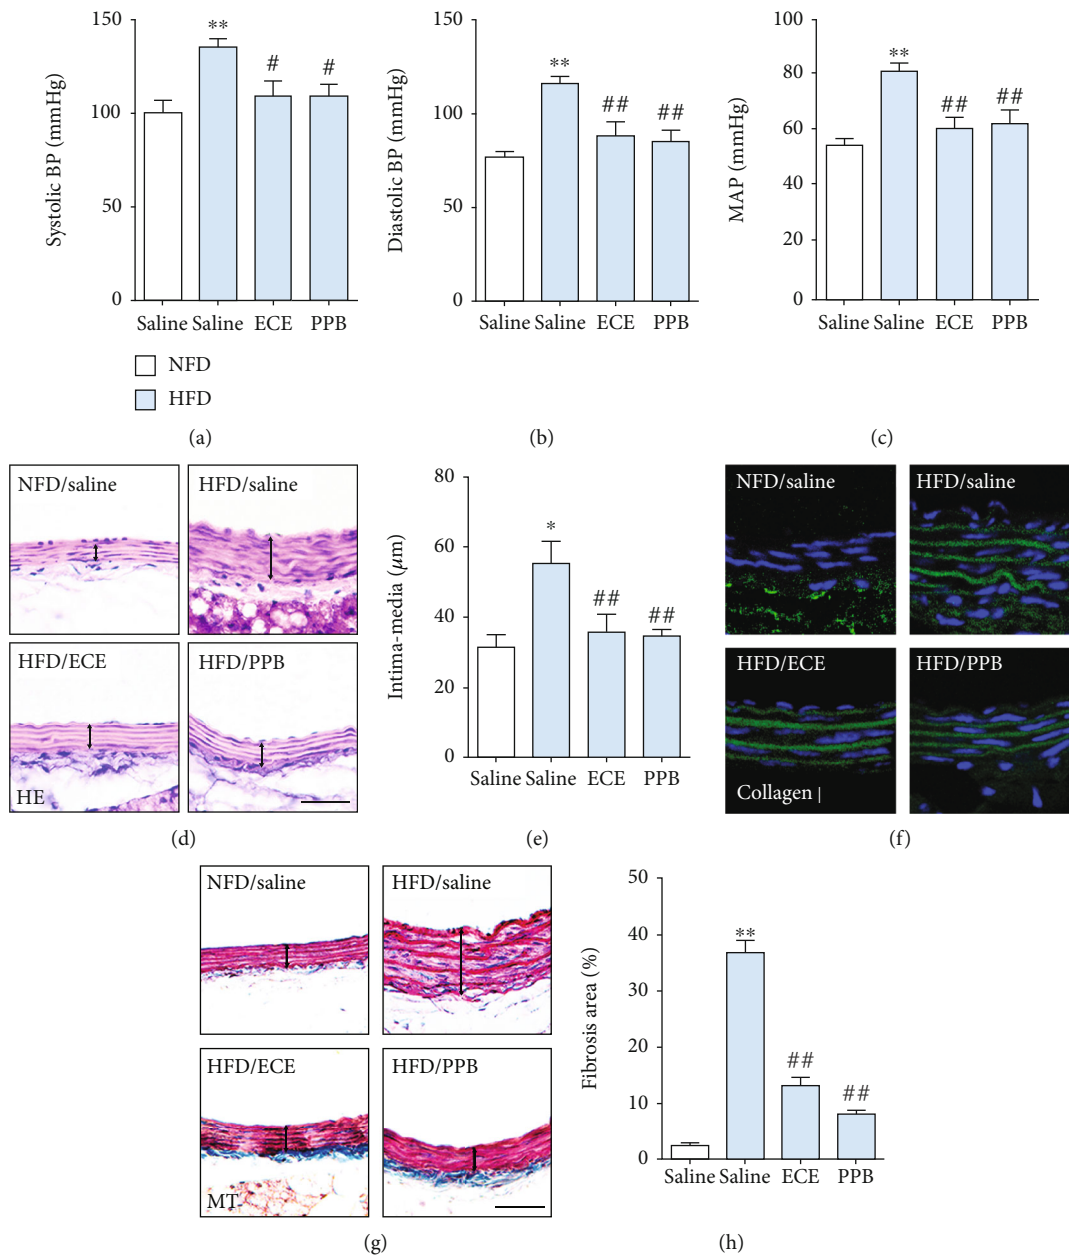 Systolic BP (mmHg)
150
100
50
0
**
#
#
Saline Saline ECE PPB
NFD
HFD
(a)
Diastolic BP (mmHg)
150
100
50
0
**
##
##
Saline Saline ECE PPB
(b)
MAP (mmHg)
100
80
60
40
20
0
**
##
##
Saline Saline ECE PPB
(c)
NFD/saline
HFD/saline
HFD/ECE
HFD/PPB
HE
(d)
Intima-media (μm)
80
60
40
20
0
*
##
##
Saline Saline ECE PPB
(e)
NFD/saline
HFD/saline
HFD/ECE
HFD/PPB
Collagen |
(f)
NFD/saline
HFD/saline
HFD/ECE
HFD/PPB
MT
(g)
Fibrosis area (%)
50
40
30
20
10
0
**
##
##
Saline Saline ECE PPB
(h)